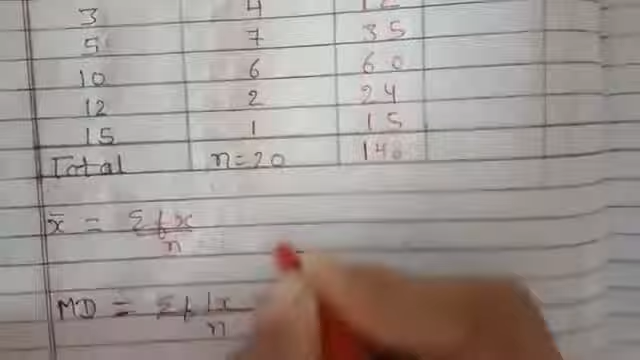 3 4 12
5 7 35
10 6 60
12 2 24
15 1 15
Total n=20 146
x̄ = Σfx
n
MD = Σf|x
n